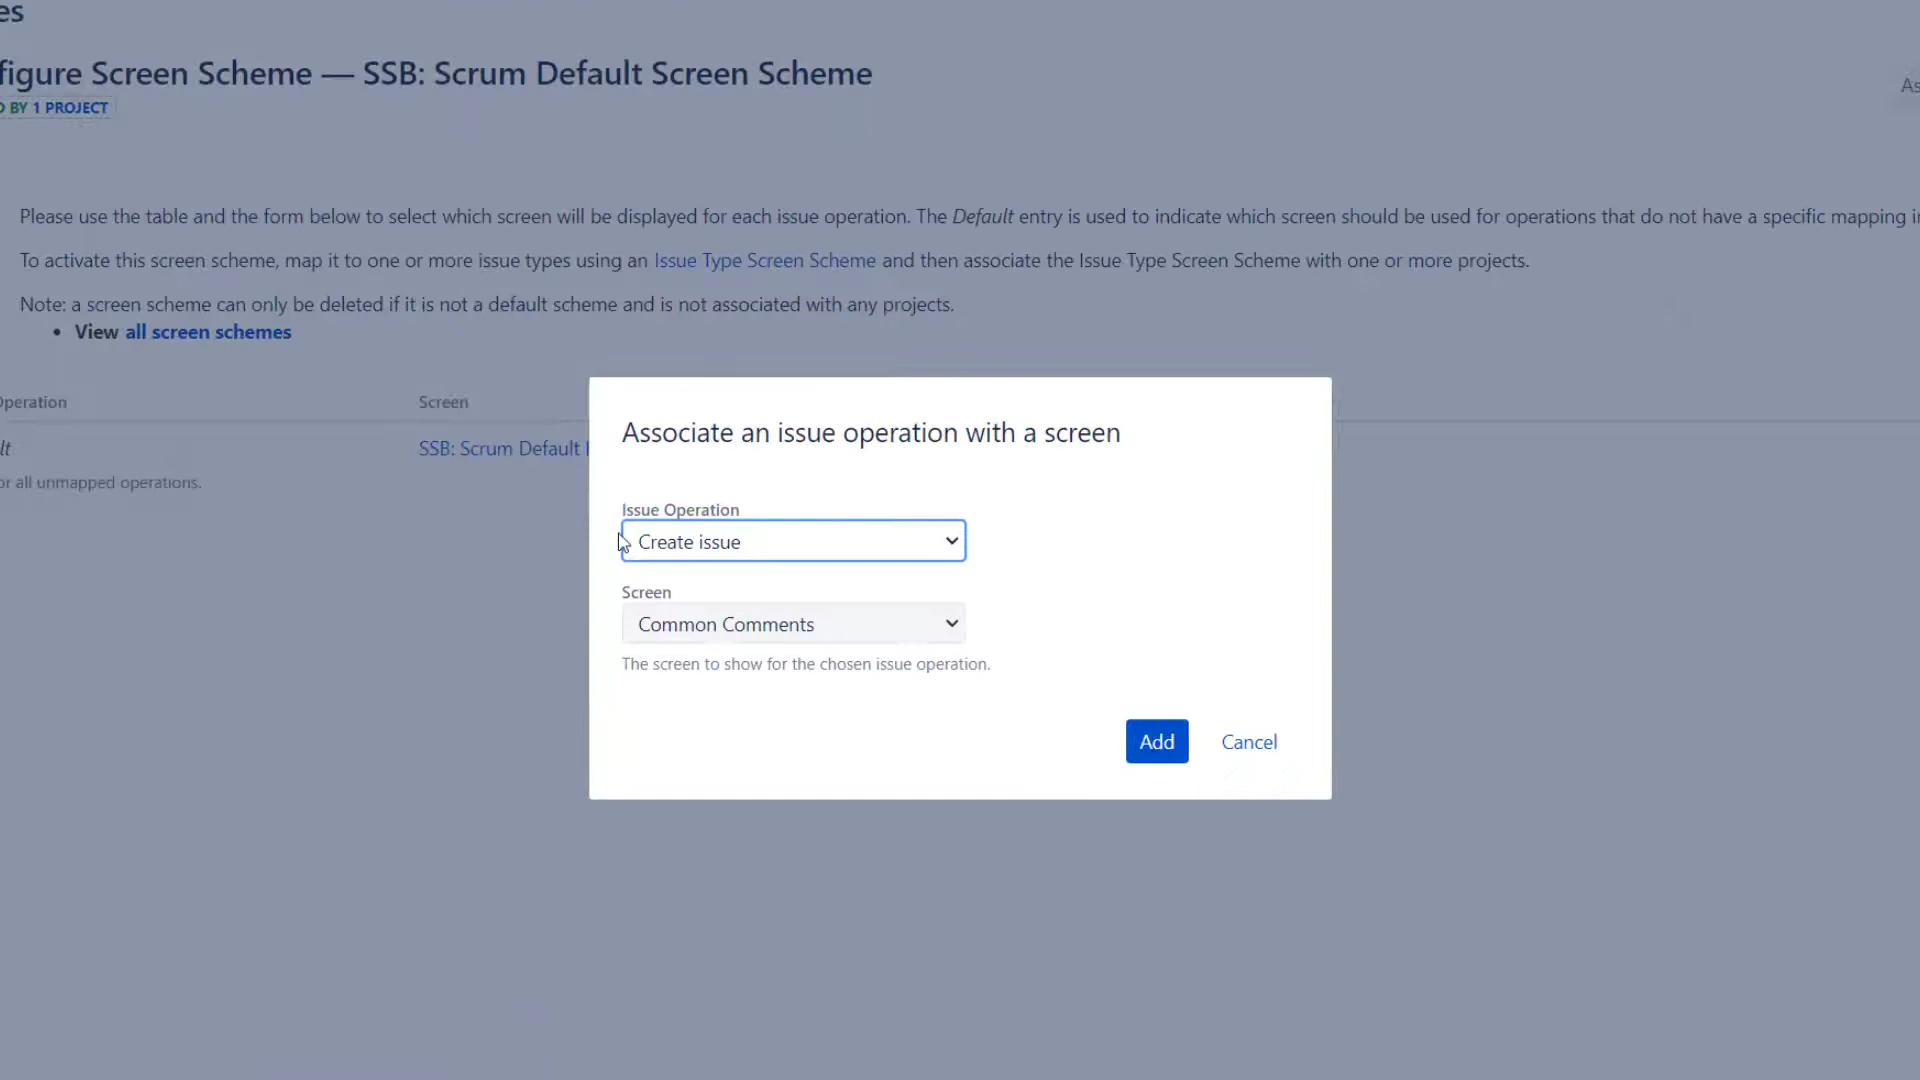 es
figure Screen Scheme — SSB: Scrum Default Screen Scheme
D BY 1 PROJECT
As
Please use the table and the form below to select which screen will be displayed for each issue operation. The Default entry is used to indicate which screen should be used for operations that do not have a specific mapping in
To activate this screen scheme, map it to one or more issue types using an Issue Type Screen Scheme and then associate the Issue Type Screen Scheme with one or more projects.
Note: a screen scheme can only be deleted if it is not a default scheme and is not associated with any projects.
• View all screen schemes
Operation Screen
lt SSB: Scrum Default
or all unmapped operations.
Associate an issue operation with a screen
Issue Operation
Create issue
Screen
Common Comments
The screen to show for the chosen issue operation.
Add Cancel